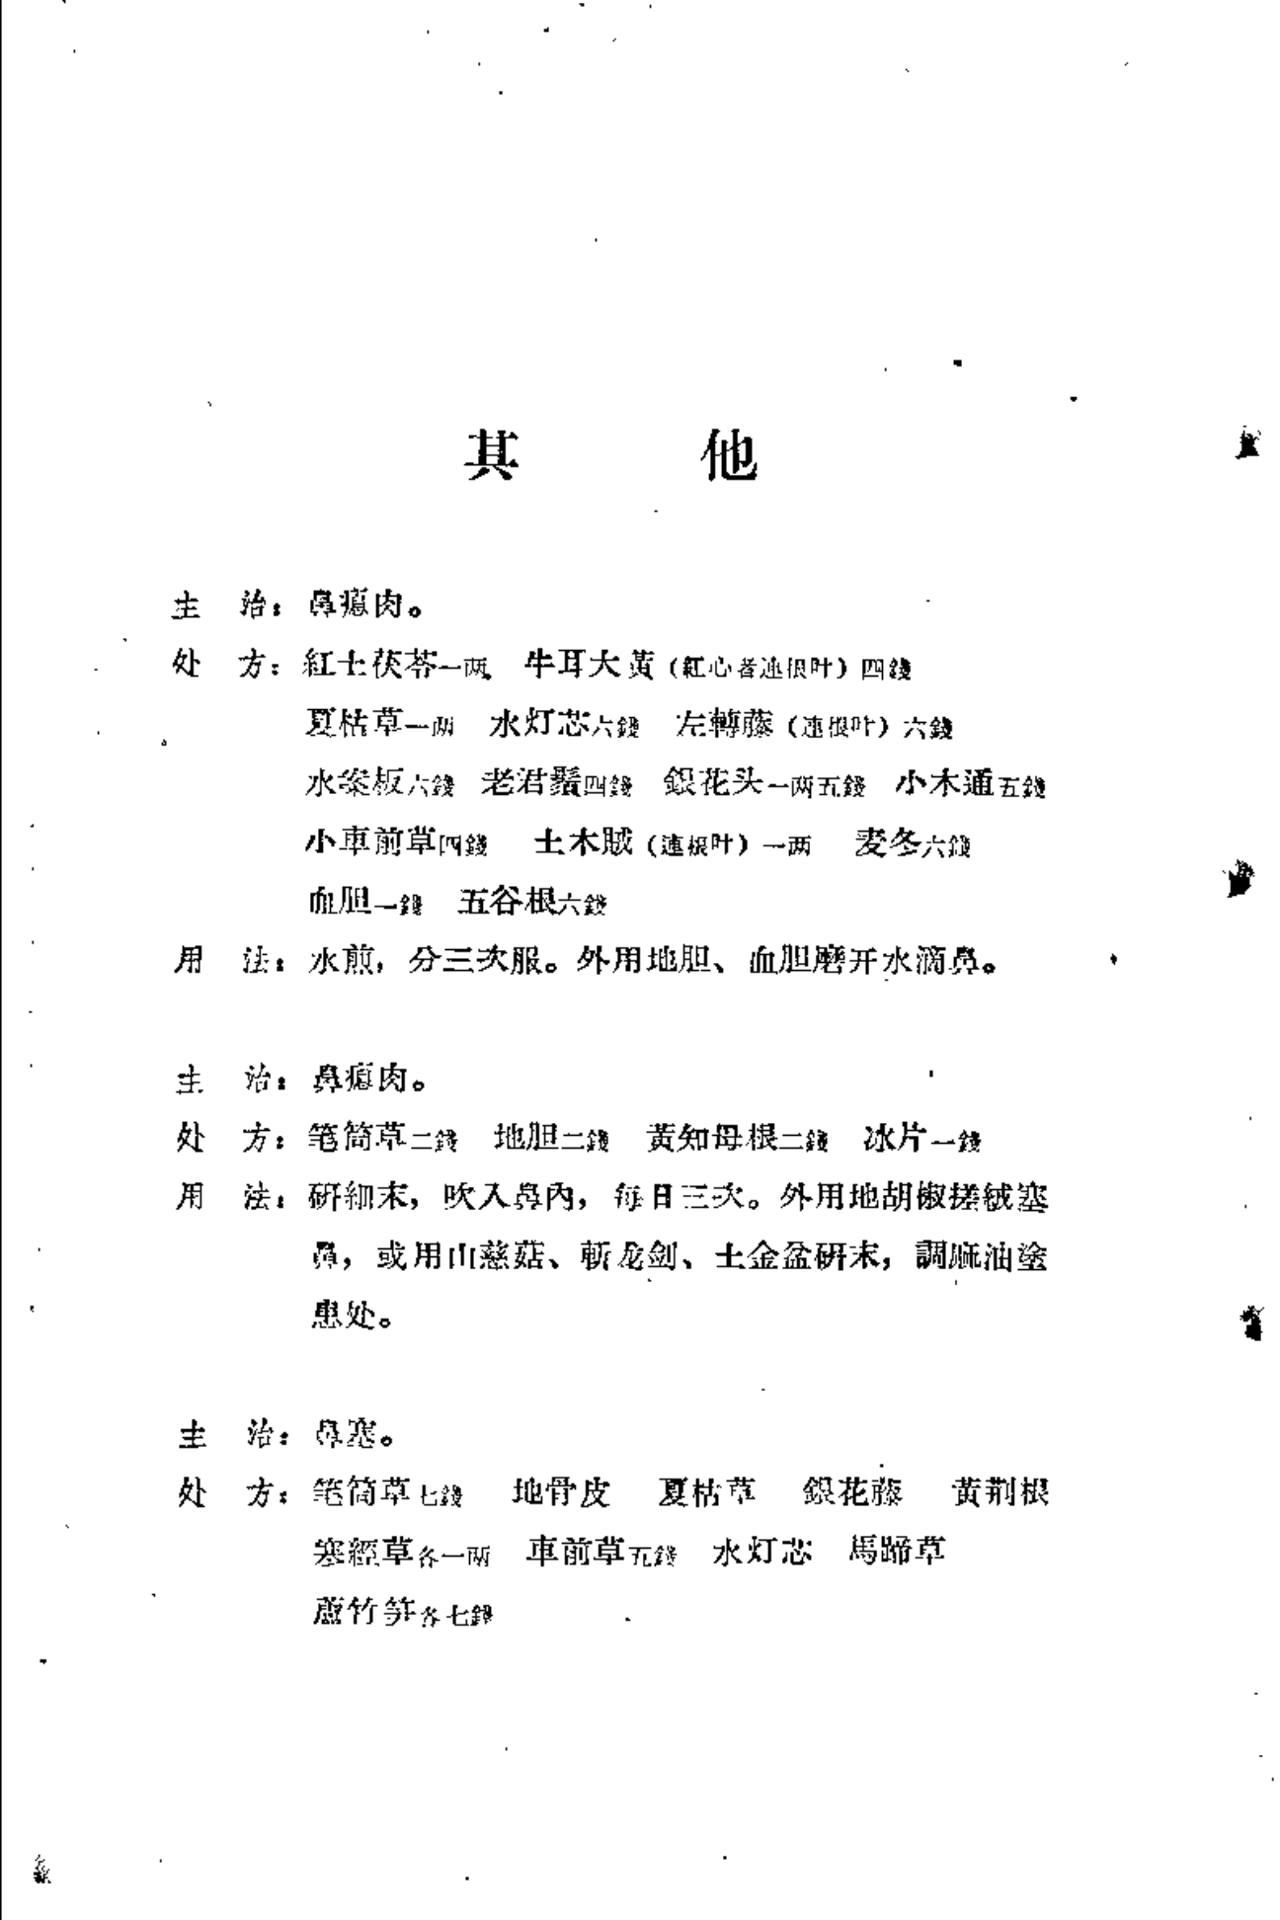 其 他
主 治：鼻瘜肉。
处 方：紅土茯苓一两 牛耳大黃（紅心者連根叶）四錢
夏枯草一两 水灯芯六錢 左轉藤（連根叶）六錢
水案板六錢 老君鬚四錢 銀花头一两五錢 小木通五錢
小車前草四錢 土木贼（連根叶）一两 麦冬六錢
血胆一錢 五谷根六錢
用 法：水煎，分三次服。外用地胆、血胆磨开水滴鼻。
主 治：鼻瘜肉。
处 方：笔筒草二錢 地胆二錢 黃知母根二錢 冰片一錢
用 法：研細末，吹入鼻內，每日三次。外用地胡椒搓絨塞
鼻，或用山慈菇、斬龙剑、土金盆研末，調麻油塗
患处。
主 治：鼻塞。
处 方：笔筒草七錢 地骨皮 夏枯草 銀花藤 黃荆根
寒經草各一两 車前草五錢 水灯芯 馬蹄草
蘆竹笋各七錢